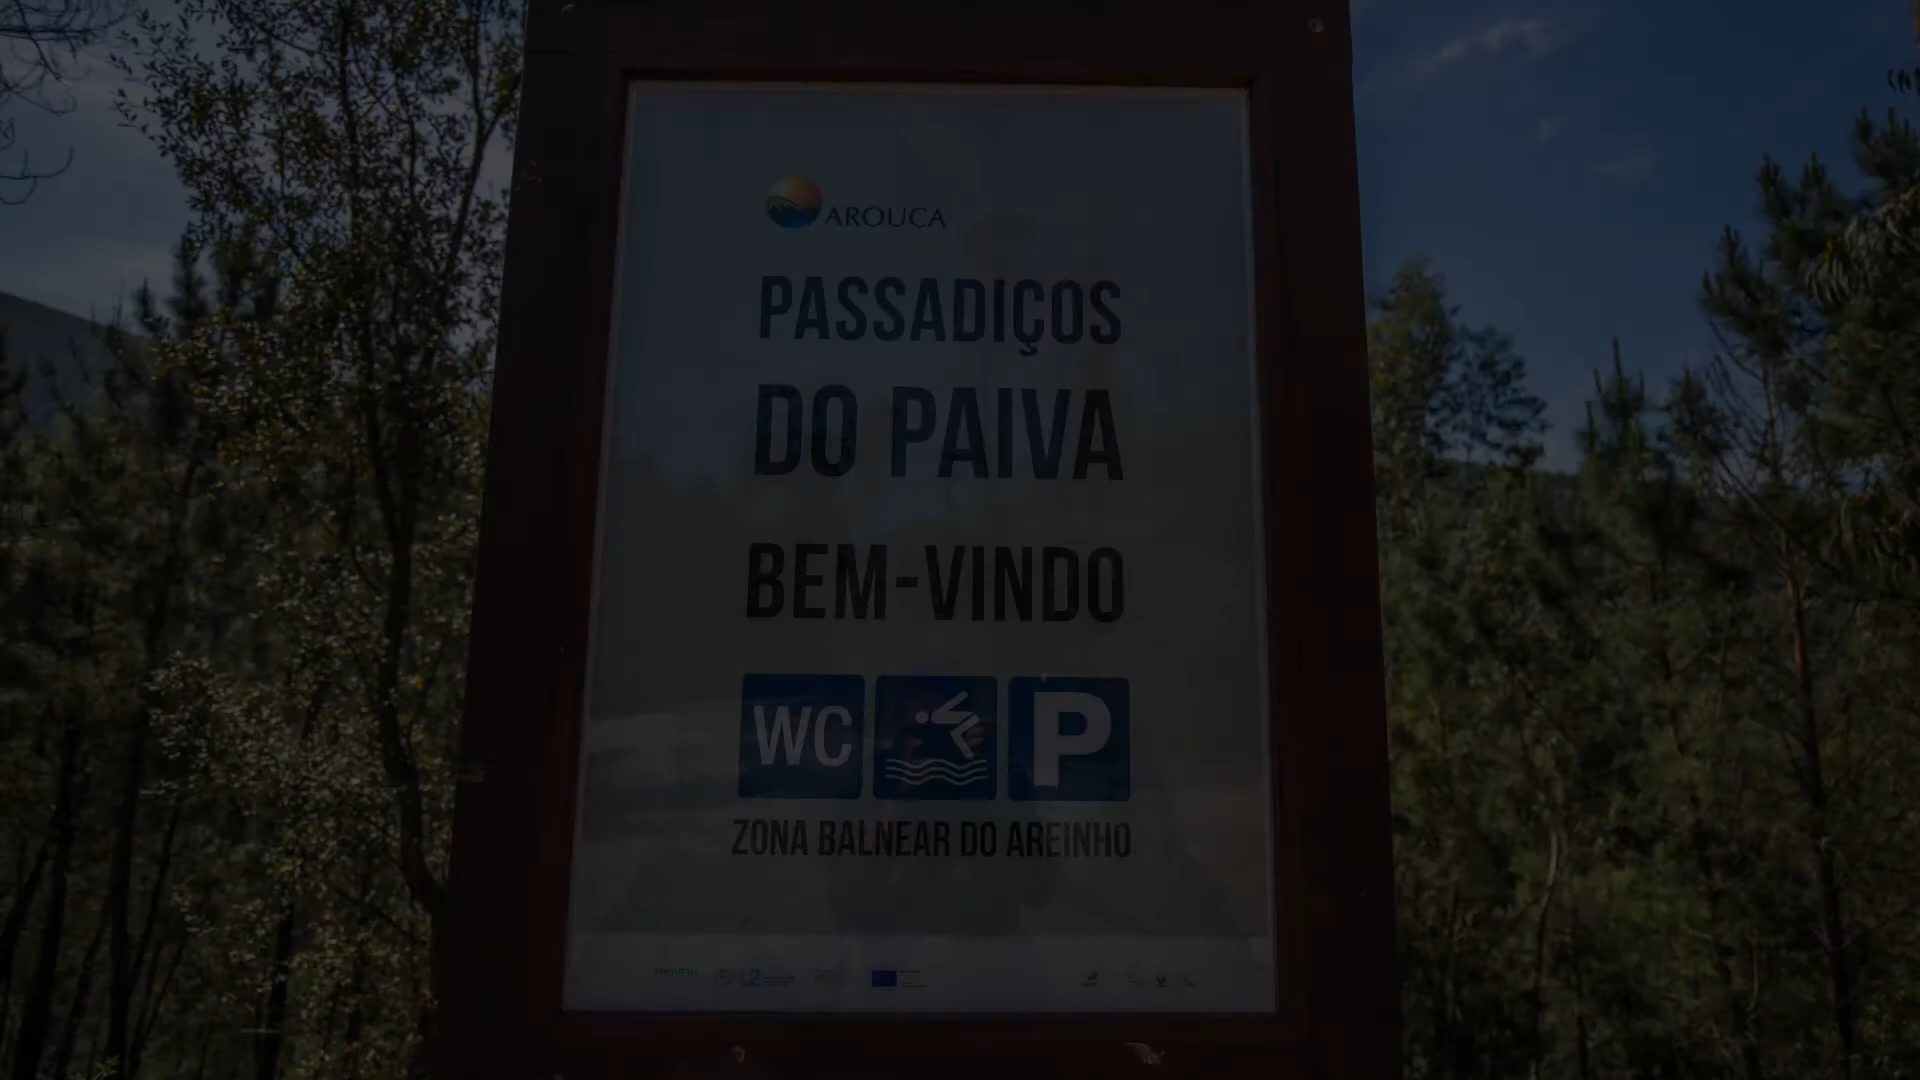 AROUCA
PASSADIÇOS
DO PAIVA
BEM-VINDO
WC
P
ZONA BALNEAR DO AREINHO